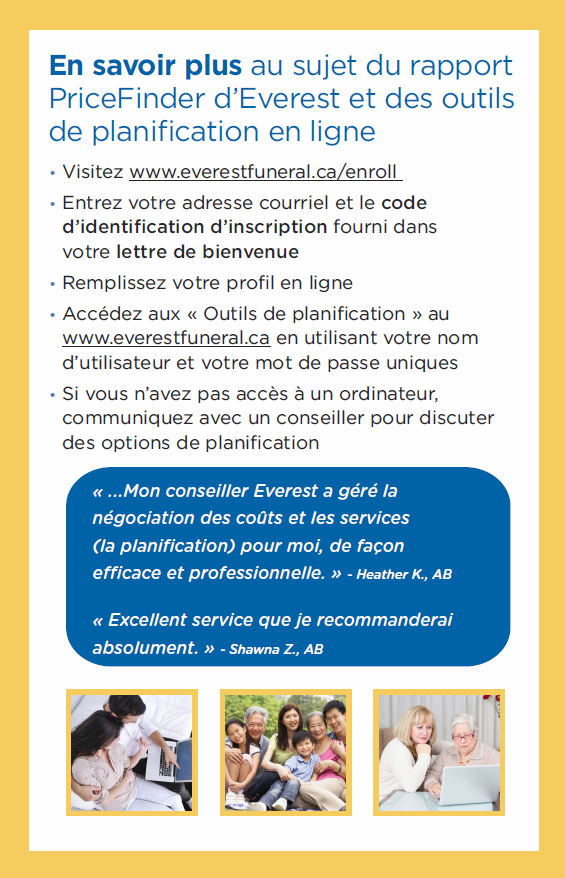 En savoir plus au sujet du rapport
PriceFinder d’Everest et des outils
de planification en ligne
• Visitez www.everestfuneral.ca/enroll
• Entrez votre adresse courriel et le code
d’identification d’inscription fourni dans
votre lettre de bienvenue
• Remplissez votre profil en ligne
• Accédez aux « Outils de planification » au
www.everestfuneral.ca en utilisant votre nom
d’utilisateur et votre mot de passe uniques
• Si vous n’avez pas accès à un ordinateur,
communiquez avec un conseiller pour discuter
des options de planification
« ...Mon conseiller Everest a géré la
négociation des coûts et les services
(la planification) pour moi, de façon
efficace et professionnelle. » - Heather K., AB
« Excellent service que je recommanderai
absolument. » - Shawna Z., AB